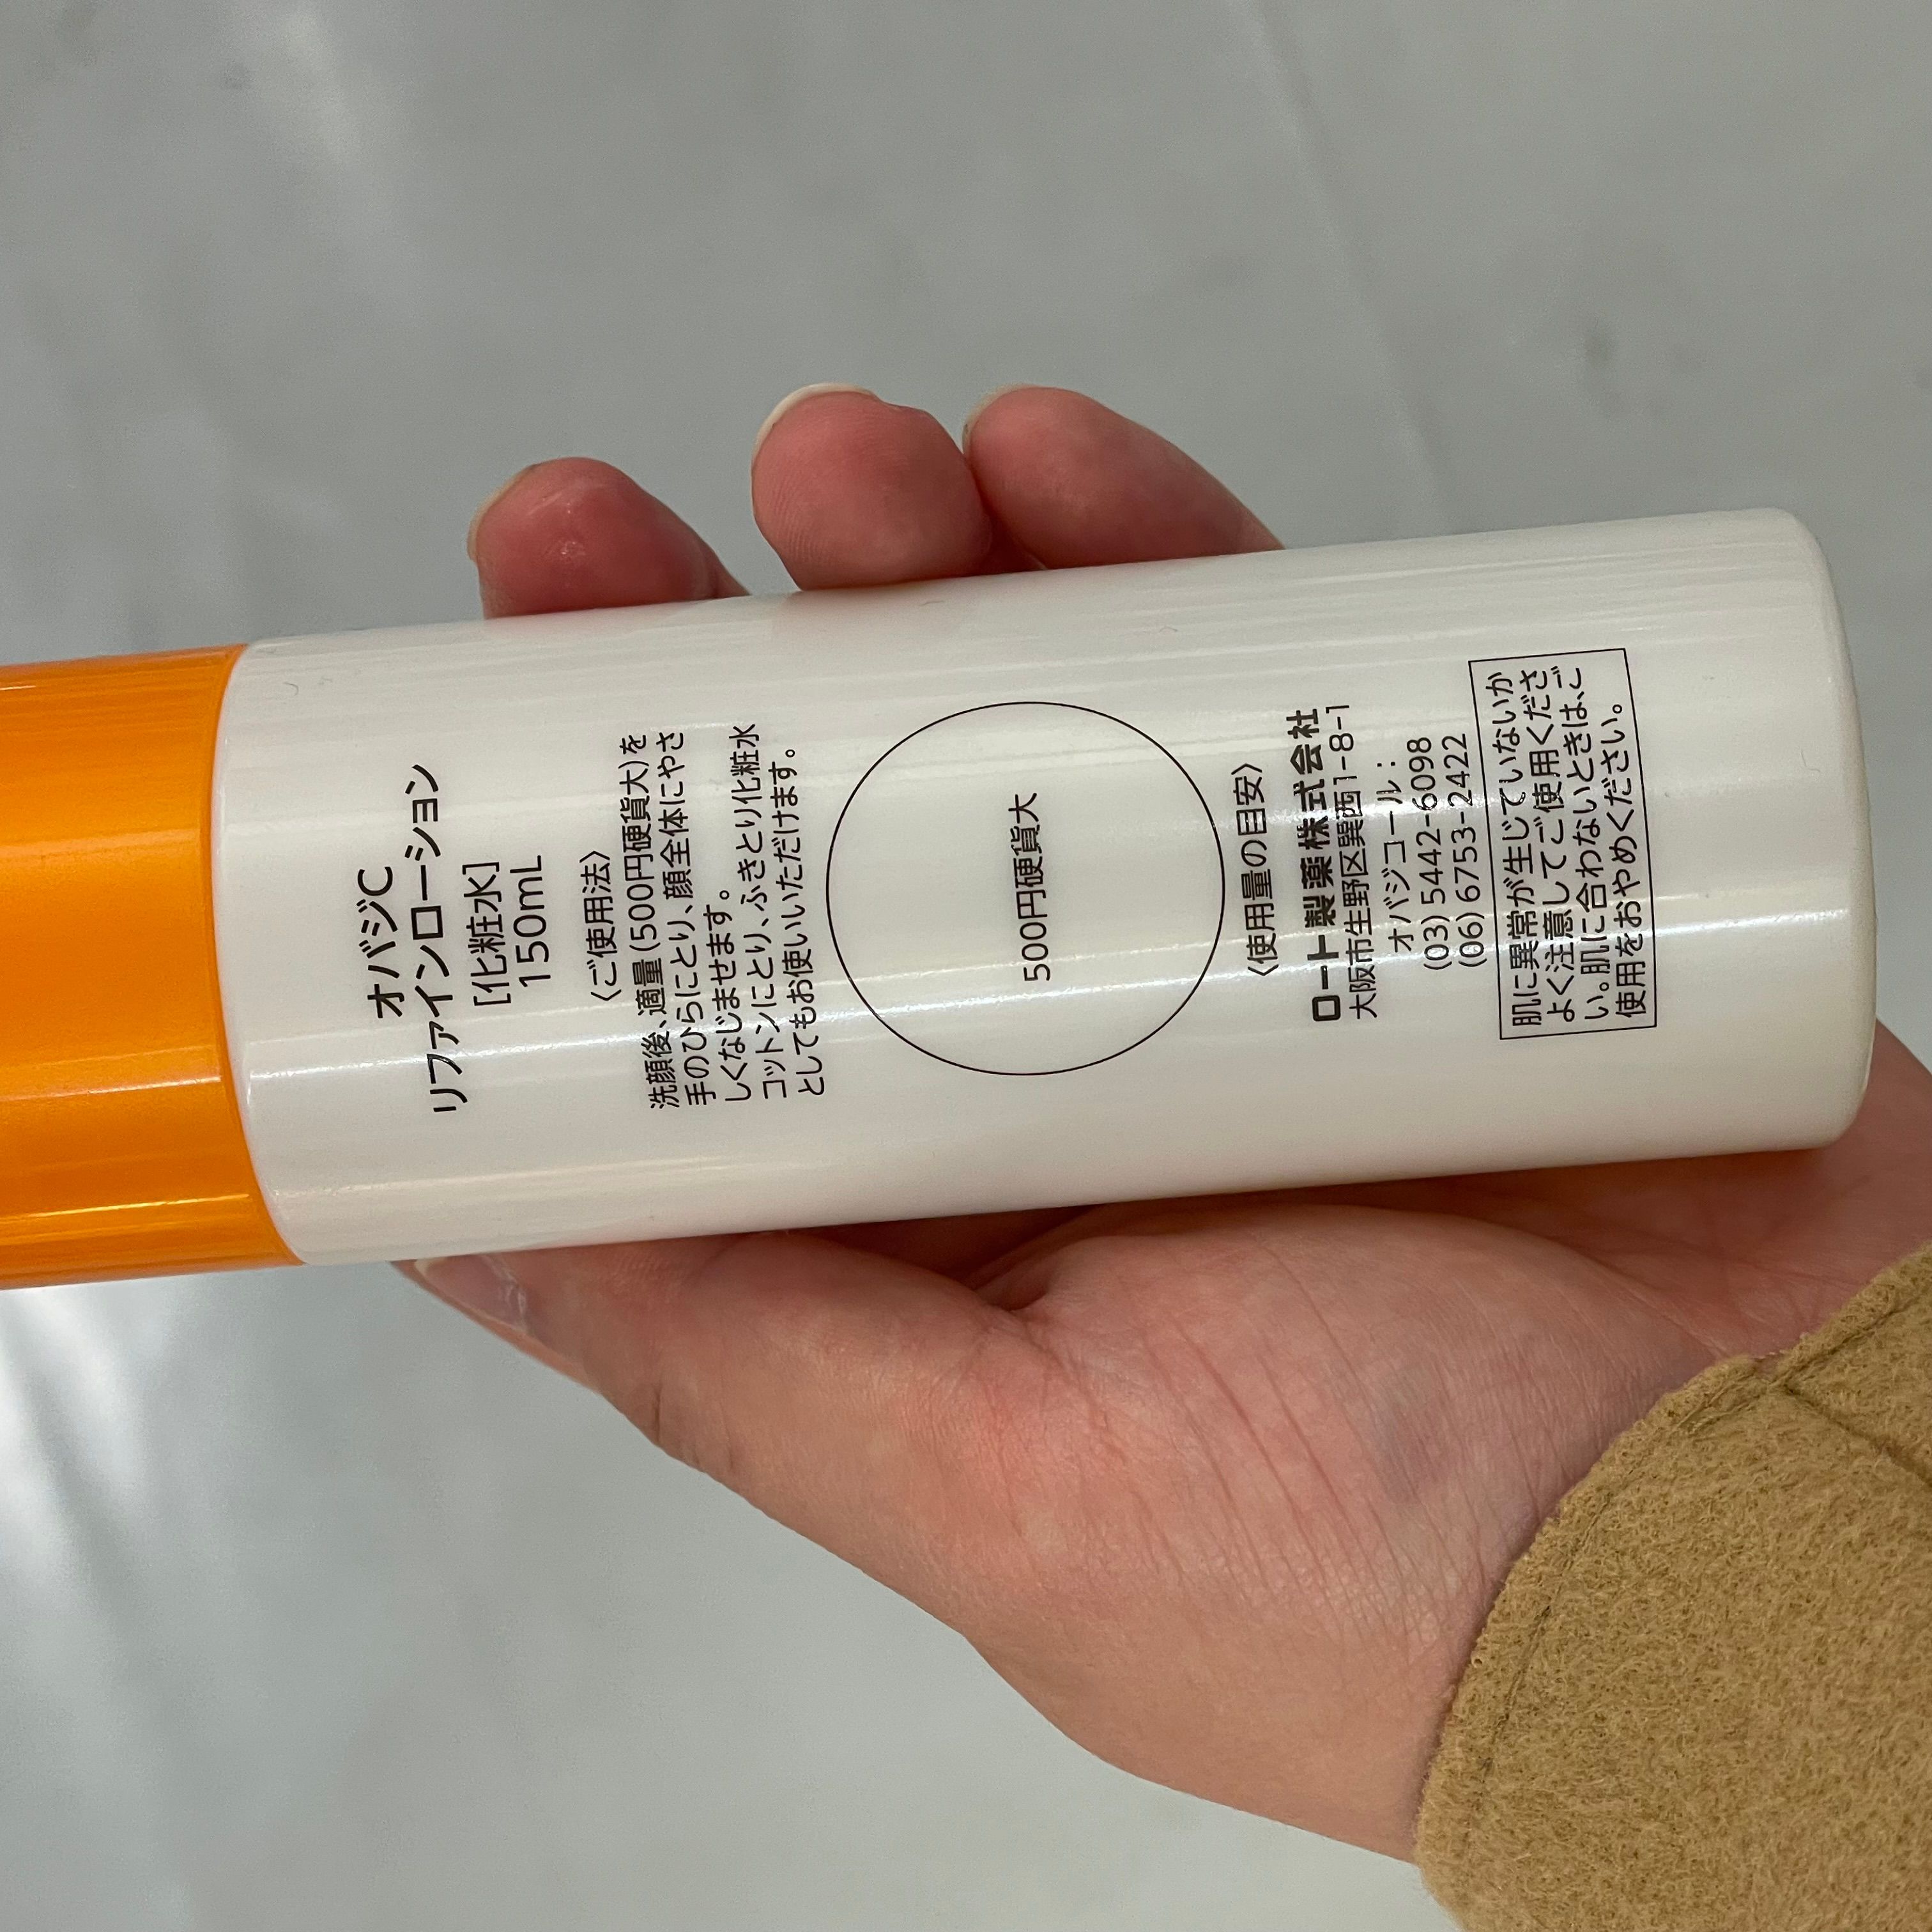 オバジC
リファインローション
[化粧水]
150mL
〈ご使用法〉
洗顔後、適量(500円硬貨大)を
手のひらにとり、顔全体にやさ
しくなじませます。
コットンにとり、ふきとり化粧水
としてもお使いいただけます。
500円硬貨大
〈使用量の目安〉
ロート製薬株式会社
大阪市生野区巽西1-8-1
オバジコール:
(03)5442-6098
(06)6753-2422
肌に異常が生じていないか
よく注意してご使用くださ
い。肌に合わないときは、ご
使用をおやめください。